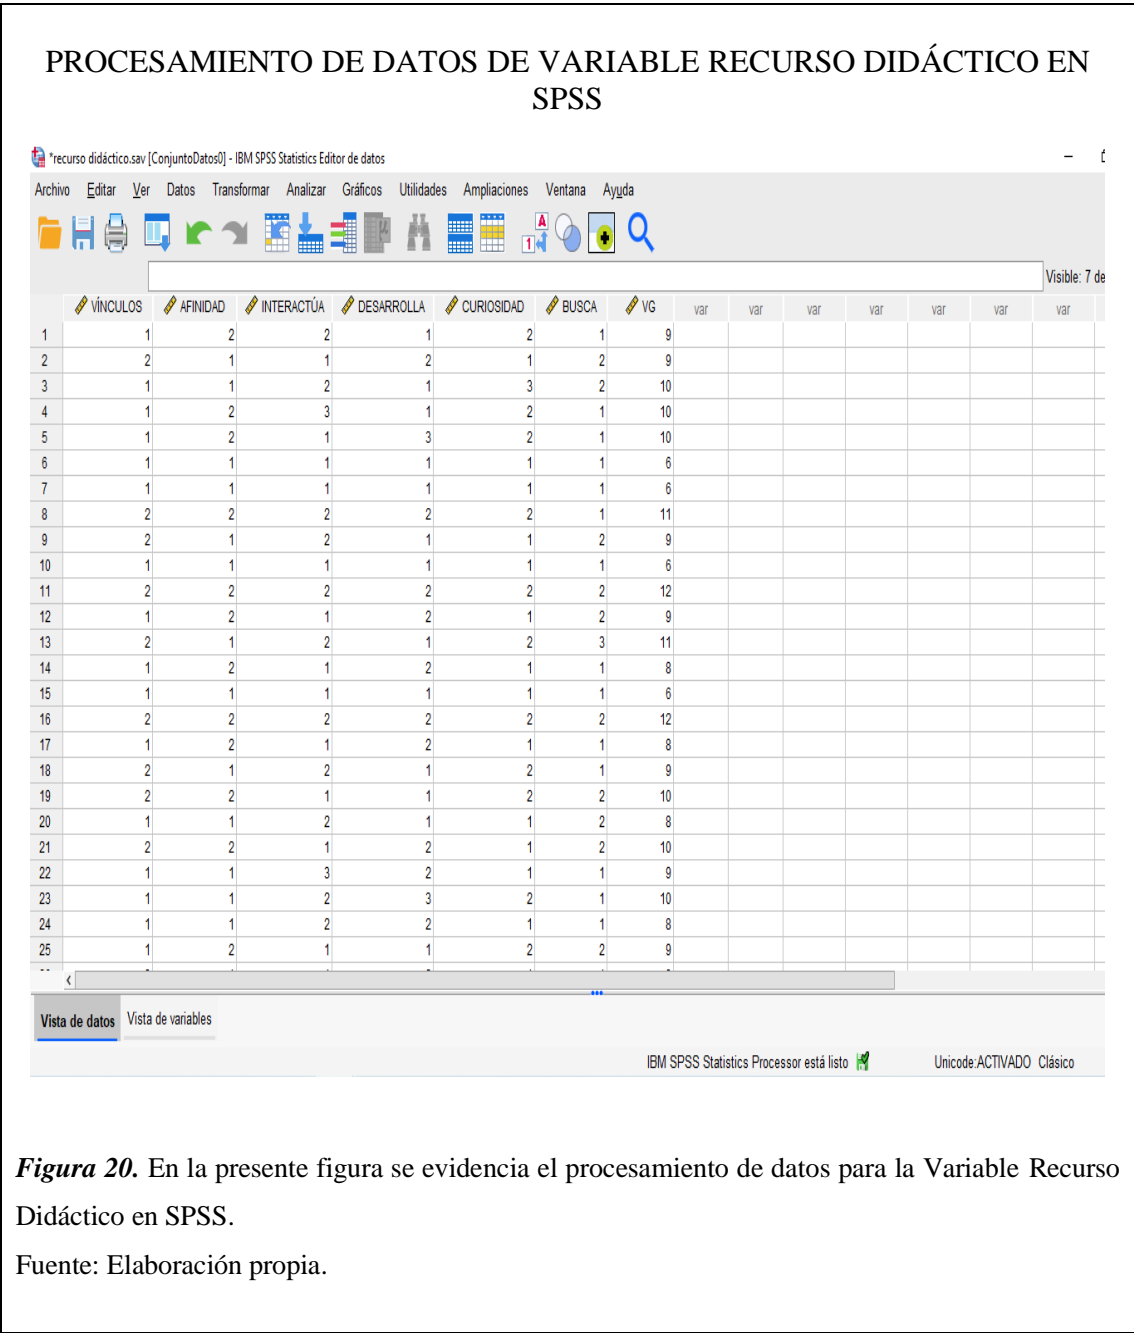 PROCESAMIENTO DE DATOS DE VARIABLE RECURSO DIDÁCTICO EN
SPSS
*recurso didáctico.sav [ConjuntoDatos0] - IBM SPSS Statistics Editor de datos
Archivo Editar Ver Datos Transformar Analizar Gráficos Utilidades Ampliaciones Ventana Ayuda
Visible: 7 de
VÍNCULOS AFINIDAD INTERACTÚA DESARROLLA CURIOSIDAD BUSCA VG var var var var var var var
1 1 2 2 1 2 1 9
2 2 1 1 2 1 2 9
3 1 1 2 1 3 2 10
4 1 2 3 1 2 1 10
5 1 2 1 3 2 1 10
6 1 1 1 1 1 1 6
7 1 1 1 1 1 1 6
8 2 2 2 2 2 1 11
9 2 1 2 1 1 2 9
10 1 1 1 1 1 1 6
11 2 2 2 2 2 2 12
12 1 2 1 2 1 2 9
13 2 1 2 1 2 3 11
14 1 2 1 2 1 1 8
15 1 1 1 1 1 1 6
16 2 2 2 2 2 2 12
17 1 2 1 2 1 1 8
18 2 1 2 1 2 1 9
19 2 2 1 1 2 2 10
20 1 1 2 1 1 2 8
21 2 2 1 2 1 2 10
22 1 1 3 2 1 1 9
23 1 1 2 3 2 1 10
24 1 1 2 2 1 1 8
25 1 2 1 1 2 2 9
Vista de datos Vista de variables
IBM SPSS Statistics Processor está listo Unicode:ACTIVADO Clásico
Figura 20. En la presente figura se evidencia el procesamiento de datos para la Variable Recurso
Didáctico en SPSS.
Fuente: Elaboración propia.